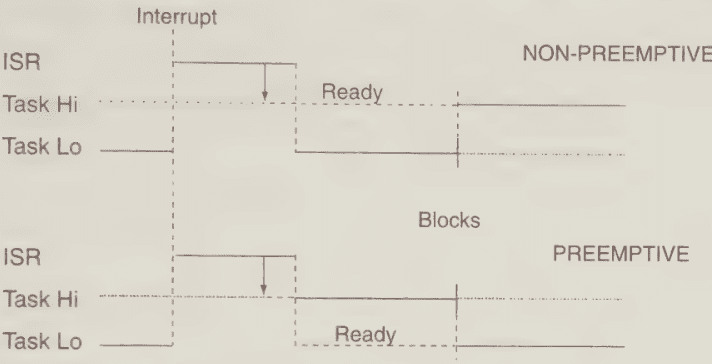 Interrupt
ISR
NON-PREEMPTIVE
Ready
Task Hi
Task Lo
Blocks
ISR
PREEMPTIVE
Task Hi
Task Lo
Ready